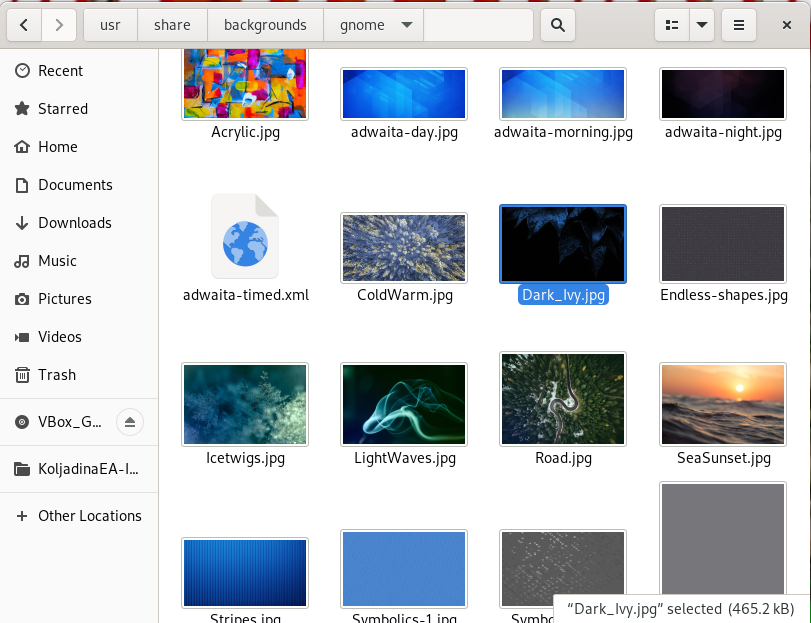 usr share backgrounds gnome
Recent
Starred
Home
Documents
Downloads
Music
Pictures
Videos
Trash
VBox_G...
KoljadinaEA-I...
Other Locations
Acrylic.jpg adwaita-day.jpg adwaita-morning.jpg adwaita-night.jpg
adwaita-timed.xml ColdWarm.jpg Dark_Ivy.jpg Endless-shapes.jpg
Icetwigs.jpg LightWaves.jpg Road.jpg SeaSunset.jpg
Stripes.jpg Symbolics-1.jpg Symbo
“Dark_Ivy.jpg” selected (465.2 kB)